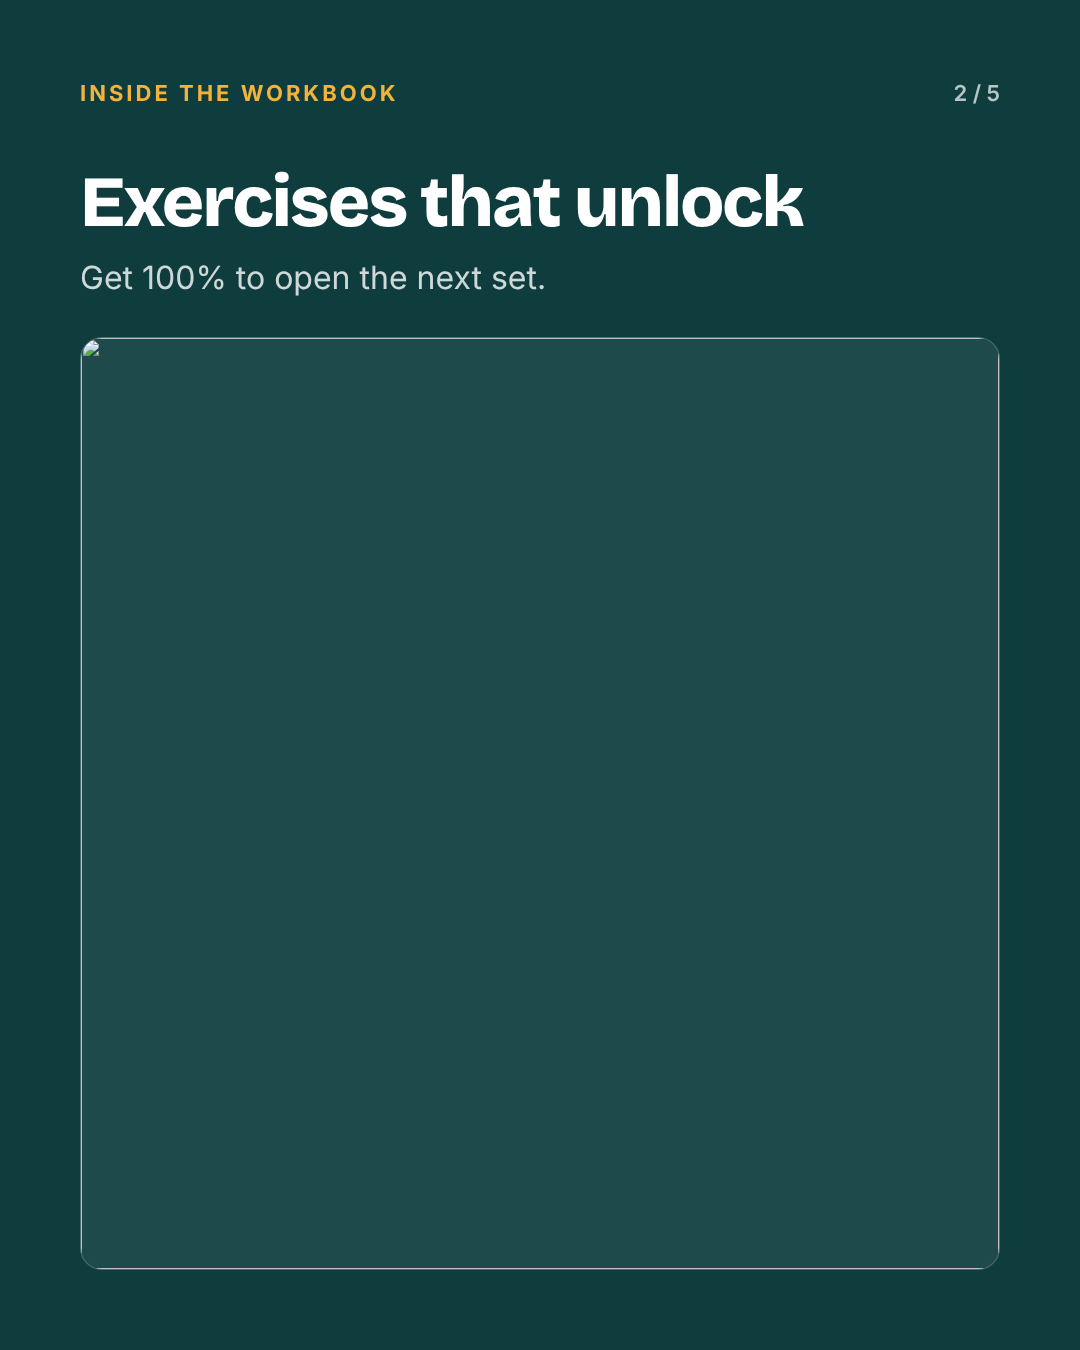 INSIDE THE WORKBOOK
2 / 5
Exercises that unlock
Get 100% to open the next set.